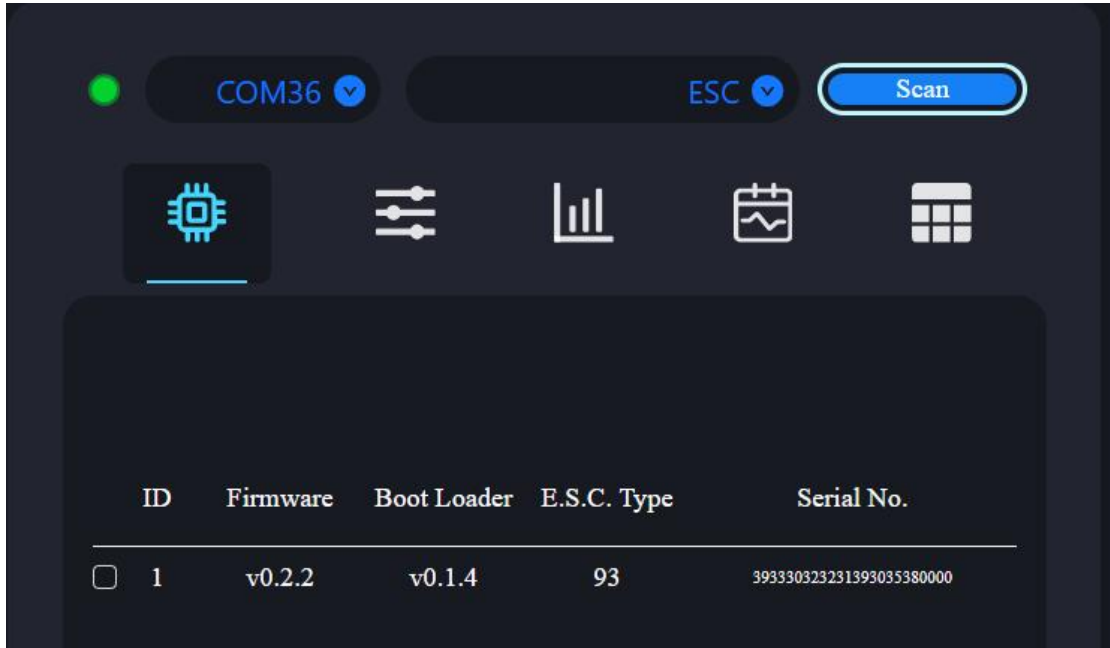 COM36 ESC Scan
ID Firmware Boot Loader E.S.C. Type Serial No.
1 v0.2.2 v0.1.4 93 393330323231393035380000